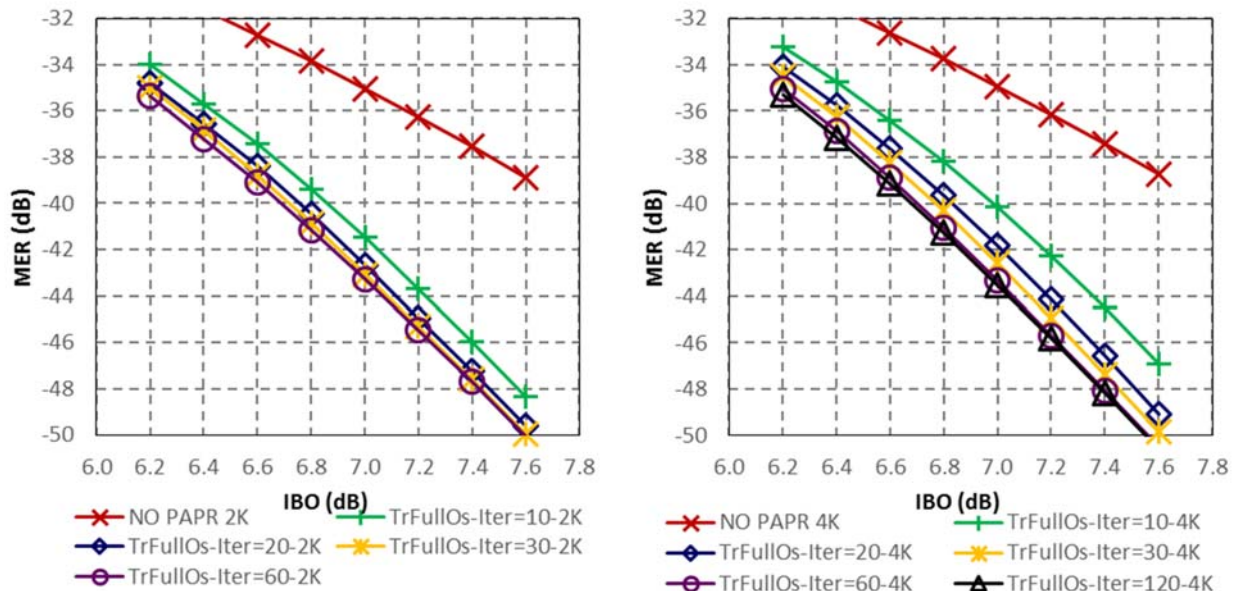 -32
-34
-36
-38
-40
-42
-44
-46
-48
-50
MER (dB)
6.0 6.2 6.4 6.6 6.8 7.0 7.2 7.4 7.6 7.8
IBO (dB)
NO PAPR 2K TrFullOs-Iter=10-2K
TrFullOs-Iter=20-2K TrFullOs-Iter=30-2K
TrFullOs-Iter=60-2K
-32
-34
-36
-38
-40
-42
-44
-46
-48
-50
MER (dB)
6.0 6.2 6.4 6.6 6.8 7.0 7.2 7.4 7.6 7.8
IBO (dB)
NO PAPR 4K TrFullOs-Iter=10-4K
TrFullOs-Iter=20-4K TrFullOs-Iter=30-4K
TrFullOs-Iter=60-4K TrFullOs-Iter=120-4K